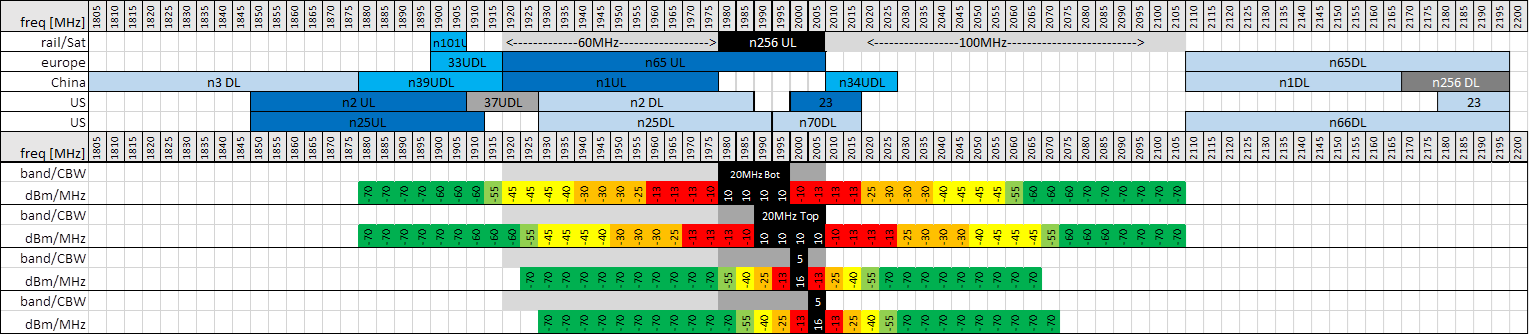 freq [MHz] 1805 1810 1815 1820 1825 1830 1835 1840 1845 1850 1855 1860 1865 1870 1875 1880 1885 1890 1895 1900 1905 1910 1915 1920 1925 1930 1935 1940 1945 1950 1955 1960 1965 1970 1975 1980 1985 1990 1995 2000 2005 2010 2015 2020 2025 2030 2035 2040 2045 2050 2055 2060 2065 2070 2075 2080 2085 2090 2095 2100 2105 2110 2115 2120 2125 2130 2135 2140 2145 2150 2155 2160 2165 2170 2175 2180 2185 2190 2195 2200
rail/Sat n101U <--------------60MHz---------------> n256 UL <--------------100MHz--------------->
europe 33UDL n65 UL n65DL
China n3 DL n39UDL n1UL n34UDL n1DL n256 DL
US n2 UL 37UDL n2 DL 23 23
US n25UL n25DL n70DL n66DL
freq [MHz] 1805 1810 1815 1820 1825 1830 1835 1840 1845 1850 1855 1860 1865 1870 1875 1880 1885 1890 1895 1900 1905 1910 1915 1920 1925 1930 1935 1940 1945 1950 1955 1960 1965 1970 1975 1980 1985 1990 1995 2000 2005 2010 2015 2020 2025 2030 2035 2040 2045 2050 2055 2060 2065 2070 2075 2080 2085 2090 2095 2100 2105 2110 2115 2120 2125 2130 2135 2140 2145 2150 2155 2160 2165 2170 2175 2180 2185 2190 2195 2200
band/CBW 20MHz Bot
dBm/MHz -70 -70 -70 -70 -60 -60 -60 -55 -45 -45 -45 -45 -30 -30 -30 -25 -13 -13 -13 -10 10 10 10 10 -10 -13 -13 -13 -25 -30 -30 -30 -45 -45 -45 -45 -55 -60 -60 -60 -70 -70 -70 -70 -70 -70
band/CBW 20MHz Top
dBm/MHz -70 -70 -70 -70 -70 -70 -60 -60 -60 -55 -45 -45 -45 -45 -30 -30 -30 -25 -13 -13 -13 -10 10 10 10 10 -10 -13 -13 -13 -25 -30 -30 -30 -45 -45 -45 -45 -55 -60 -60 -60 -70 -70 -70 -70
band/CBW 5
dBm/MHz -70 -70 -70 -70 -70 -70 -70 -70 -70 -70 -70 -55 -40 -25 -13 16 -13 -25 -40 -55 -70 -70 -70 -70 -70 -70 -70 -70 -70
band/CBW 5
dBm/MHz -70 -70 -70 -70 -70 -70 -70 -70 -70 -70 -70 -55 -40 -25 -13 16 -13 -25 -40 -55 -70 -70 -70 -70 -70 -70 -70 -70 -70